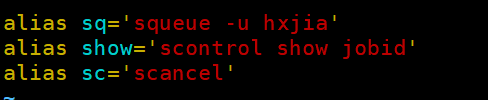 alias sq='squeue -u hxjia'
alias show='scontrol show jobid'
alias sc='scancel'
~